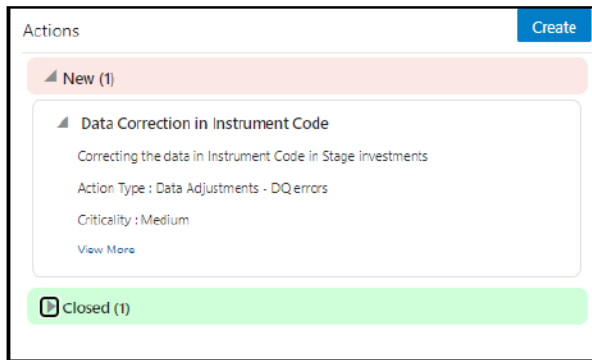 Actions
Create
New (1)
Data Correction in Instrument Code
Correcting the data in Instrument Code in Stage investments
Action Type : Data Adjustments - DQ errors
Criticality : Medium
View More
Closed (1)